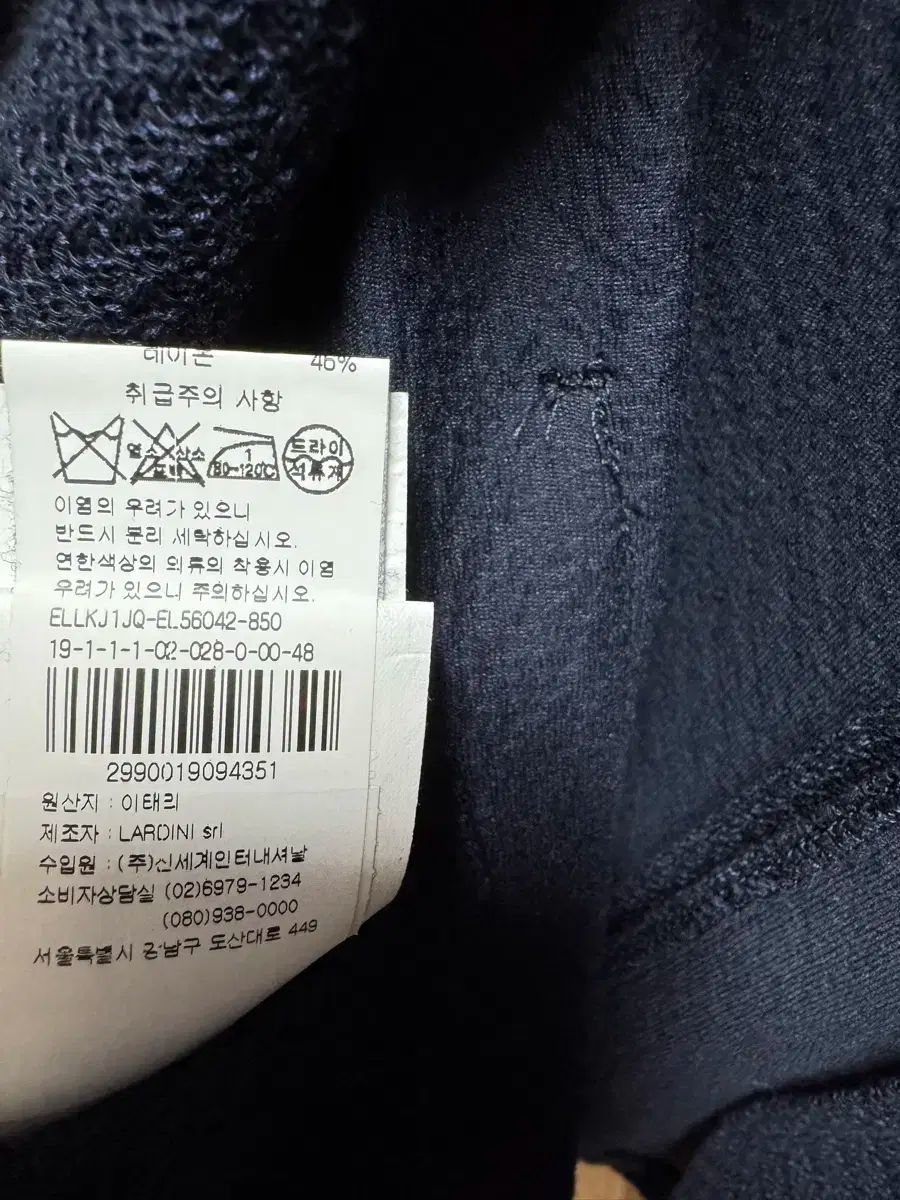 레이온 46%
취급주의 사항
염소,산소 표백 1 80-120℃ 드라이 석유계
이염의 우려가 있으니
반드시 분리 세탁하십시오.
연한색상의 의류의 착용시 이염
우려가 있으니 주의하십시오.
ELLKJ1JQ-EL56042-850
19-1-1-1-02-028-0-00-48
2990019094351
원산지 : 이태리
제조자 : LARDINI srl
수입원 : (주)신세계인터내셔날
소비자상담실 (02)6979-1234
(080)938-0000
서울특별시 강남구 도산대로 449